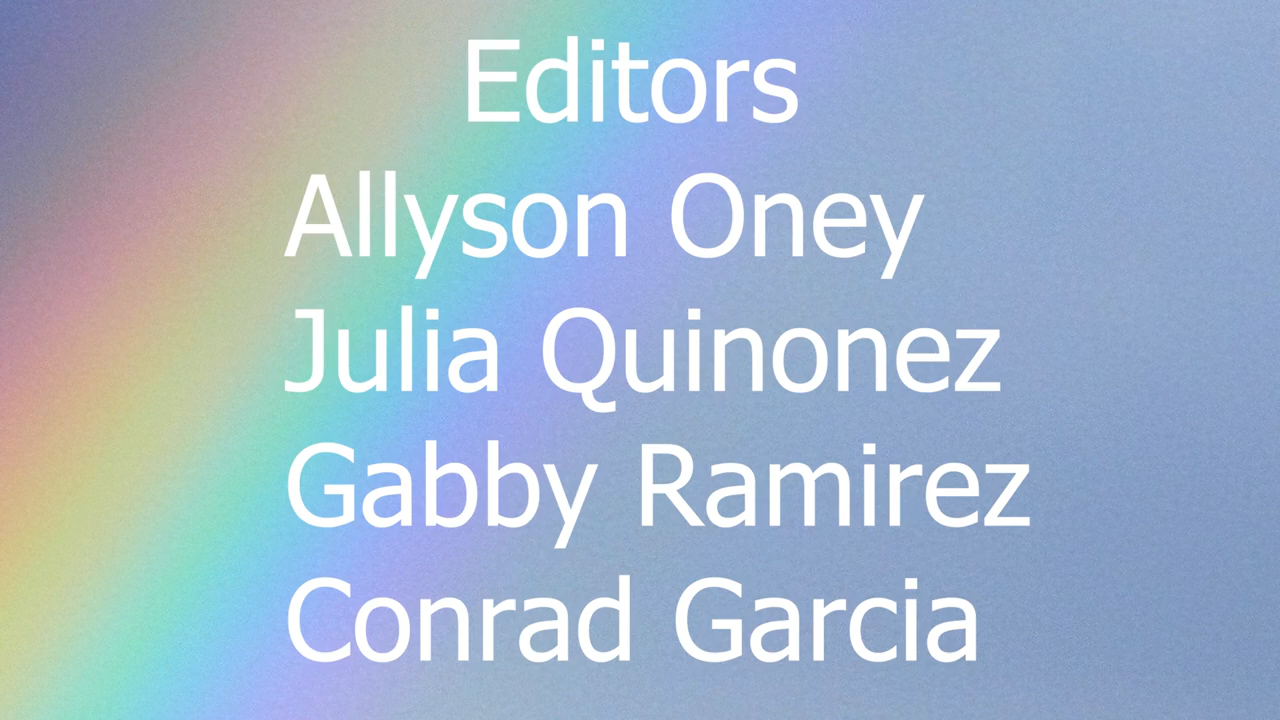 Editors
Allyson Oney
Julia Quinonez
Gabby Ramirez
Conrad Garcia